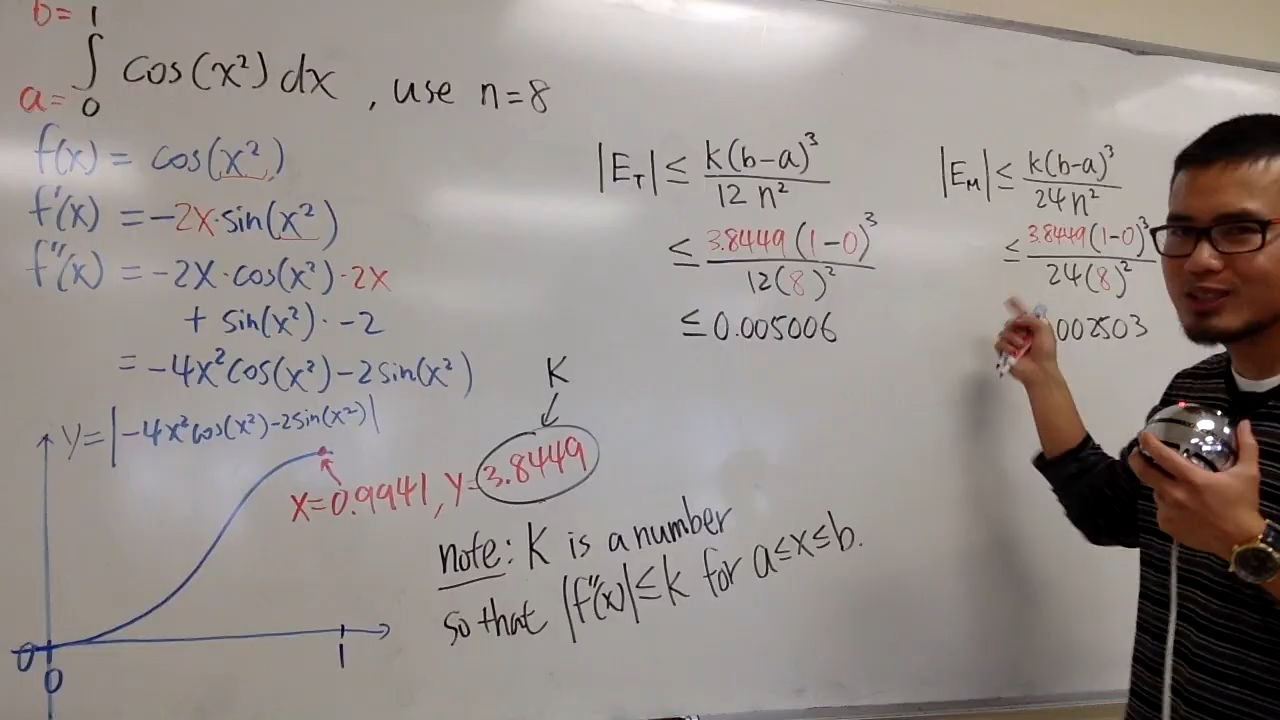 b= 1
∫ cos(x²) dx , use n=8
a= 0
f(x) = cos(x²)
f'(x) = -2x·sin(x²)
f''(x) = -2x·cos(x²)·2x
+ sin(x²)·-2
= -4x²cos(x²)-2sin(x²)
y=|-4x²cos(x²)-2sin(x²)|
K
x=0.9941, y=3.8449
0
0
1
note: K is a number
so that |f''(x)|≤k for a≤x≤b.
|E_T| ≤ k(b-a)³ / 12 n²
≤ 3.8449(1-0)³ / 12(8)²
≤ 0.005006
|E_M| ≤ k(b-a)³ / 24n²
≤ 3.8449(1-0)³ / 24(8)²
002503